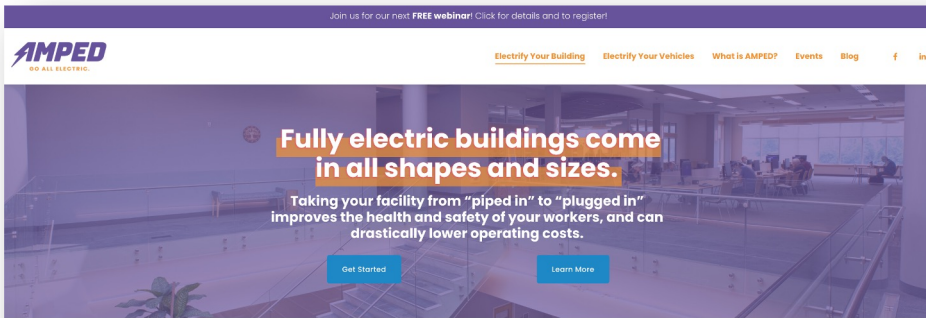 Join us for our next FREE webinar! Click for details and to register!
AMPED
GO ALL ELECTRIC.
Electrify Your Building Electrify Your Vehicles What is AMPED? Events Blog f in
Fully electric buildings come
in all shapes and sizes.
Taking your facility from “piped in” to “plugged in”
improves the health and safety of your workers, and can
drastically lower operating costs.
Get Started Learn More